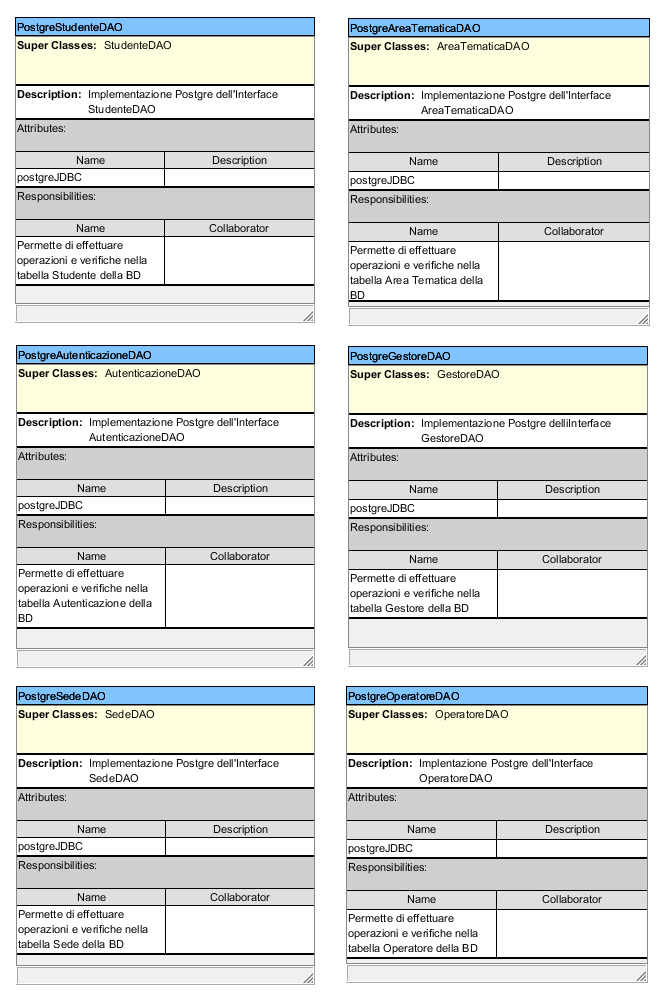 PostgreStudenteDAO
Super Classes: StudenteDAO
Description: Implementazione Postgre dell'Interface
StudenteDAO
Attributes:
Name Description
postgreJDBC
Responsibilities:
Name Collaborator
Permette di effettuare
operazioni e verifiche nella
tabella Studente della BD
PostgreAreaTematicaDAO
Super Classes: AreaTematicaDAO
Description: Implementazione Postgre dell'Interface
AreaTematicaDAO
Attributes:
Name Description
postgreJDBC
Responsibilities:
Name Collaborator
Permette di effettuare
operazioni e verifiche nella
tabella Area Tematica della
BD
PostgreAutenticazioneDAO
Super Classes: AutenticazioneDAO
Description: Implementazione Postgre dell'Interface
AutenticazioneDAO
Attributes:
Name Description
postgreJDBC
Responsibilities:
Name Collaborator
Permette di effettuare
operazioni e verifiche nella
tabella Autenticazione della
BD
PostgreGestoreDAO
Super Classes: GestoreDAO
Description: Implementazione Postgre delliInterface
GestoreDAO
Attributes:
Name Description
postgreJDBC
Responsibilities:
Name Collaborator
Permette di effettuare
operazioni e verifiche nella
tabella Gestore della BD
PostgreSedeDAO
Super Classes: SedeDAO
Description: Implementazione Postgre dell'Interface
SedeDAO
Attributes:
Name Description
postgreJDBC
Responsibilities:
Name Collaborator
Permette di effettuare
operazioni e verifiche nella
tabella Sede della BD
PostgreOperatoreDAO
Super Classes: OperatoreDAO
Description: Implentazione Postgre dell'Interface
OperatoreDAO
Attributes:
Name Description
postgreJDBC
Responsibilities:
Name Collaborator
Permette di effettuare
operazioni e verifiche nella
tabella Operatore della BD